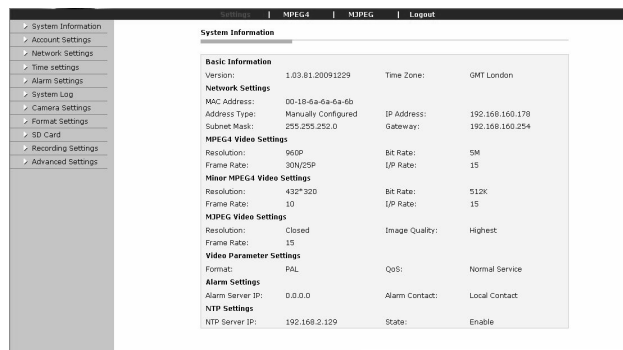 Settings | MPEG4 | MJPEG | Logout
System Information
Account Settings
Network Settings
Time settings
Alarm Settings
System Log
Camera Settings
Format Settings
SD Card
Recording Settings
Advanced Settings
System Information
Basic Information
Version: 1.03.81.20091229 Time Zone: GMT London
Network Settings
MAC Address: 00-18-6a-6a-6a-6b
Address Type: Manually Configured IP Address: 192.168.160.178
Subnet Mask: 255.255.252.0 Gateway: 192.168.160.254
MPEG4 Video Settings
Resolution: 960P Bit Rate: 5M
Frame Rate: 30N/25P I/P Rate: 15
Minor MPEG4 Video Settings
Resolution: 432*320 Bit Rate: 512K
Frame Rate: 10 I/P Rate: 15
MJPEG Video Settings
Resolution: Closed Image Quality: Highest
Frame Rate: 15
Video Parameter Settings
Format: PAL QoS: Normal Service
Alarm Settings
Alarm Server IP: 0.0.0.0 Alarm Contact: Local Contact
NTP Settings
NTP Server IP: 192.168.2.129 State: Enable